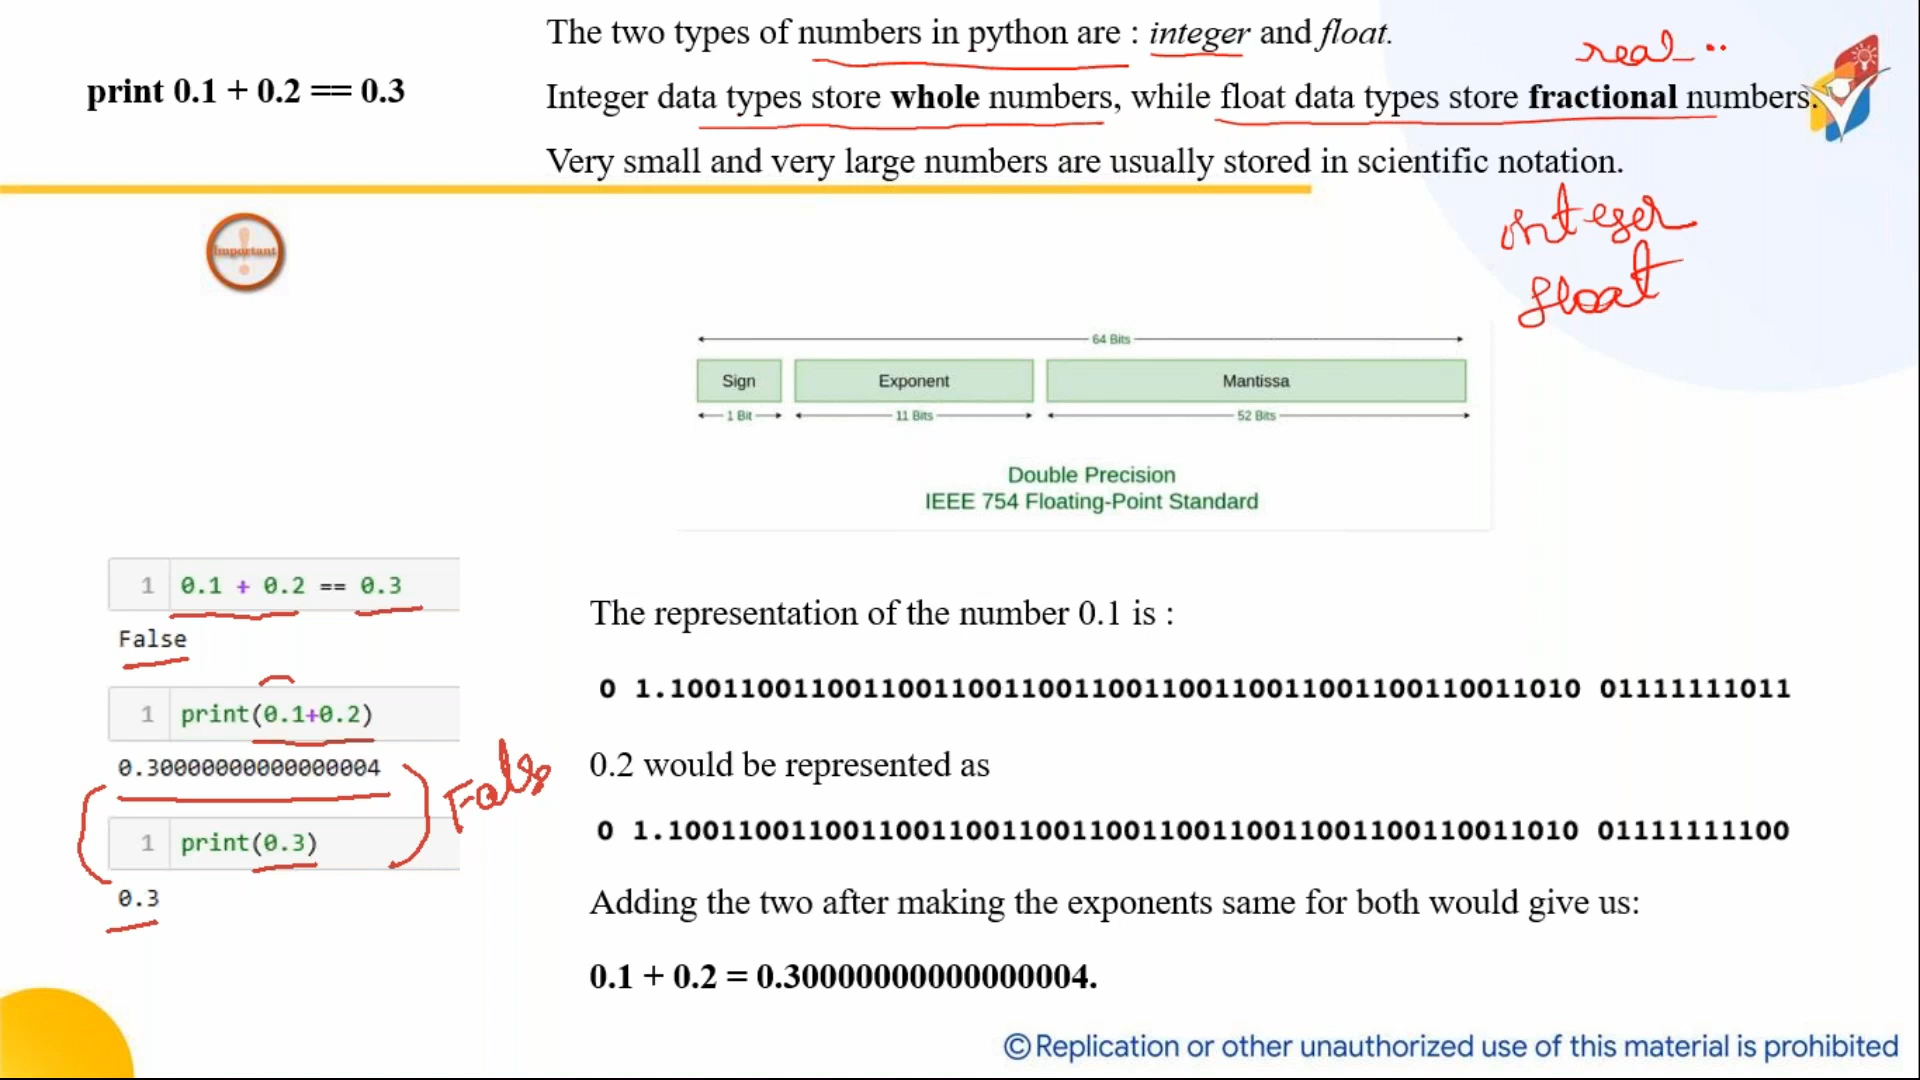 The two types of numbers in python are : integer and float.
real
print 0.1 + 0.2 == 0.3
Integer data types store whole numbers, while float data types store fractional numbers.
Very small and very large numbers are usually stored in scientific notation.
integer
float
Important
64 Bits
Sign
Exponent
Mantissa
1 Bit
11 Bits
52 Bits
Double Precision
IEEE 754 Floating-Point Standard
1 0.1 + 0.2 == 0.3
False
1 print(0.1+0.2)
0.30000000000000004
False
1 print(0.3)
0.3
The representation of the number 0.1 is :
0 1.1001100110011001100110011001100110011001100110011010 01111111011
0.2 would be represented as
0 1.1001100110011001100110011001100110011001100110011010 01111111100
Adding the two after making the exponents same for both would give us:
0.1 + 0.2 = 0.30000000000000004.
©Replication or other unauthorized use of this material is prohibited